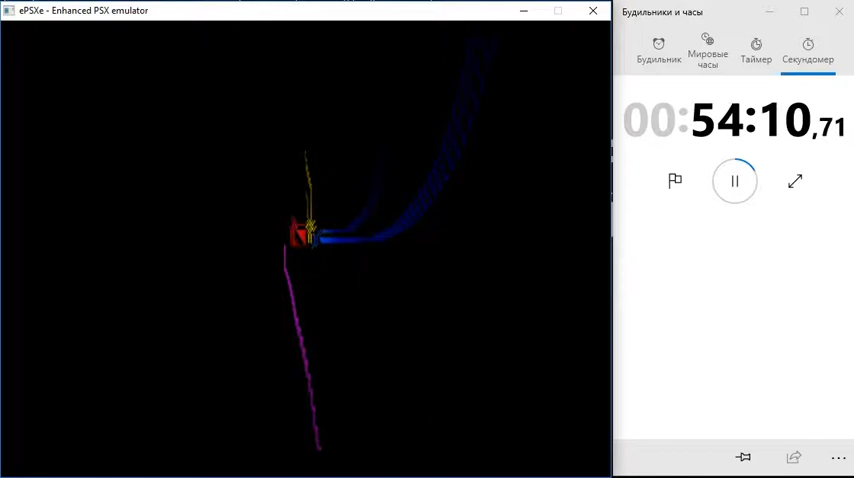 ePSXe - Enhanced PSX emulator
Будильники и часы
Будильник
Мировые
часы
Таймер
Секундомер
00:54:10,71